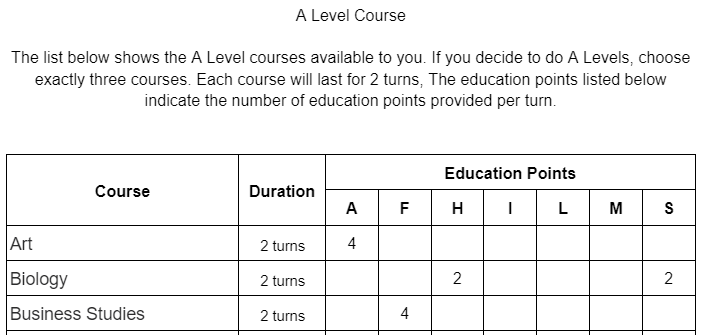 A Level Course
The list below shows the A Level courses available to you. If you decide to do A Levels, choose
exactly three courses. Each course will last for 2 turns, The education points listed below
indicate the number of education points provided per turn.
Course Duration Education Points
A F H I L M S
Art 2 turns 4
Biology 2 turns 2 2
Business Studies 2 turns 4